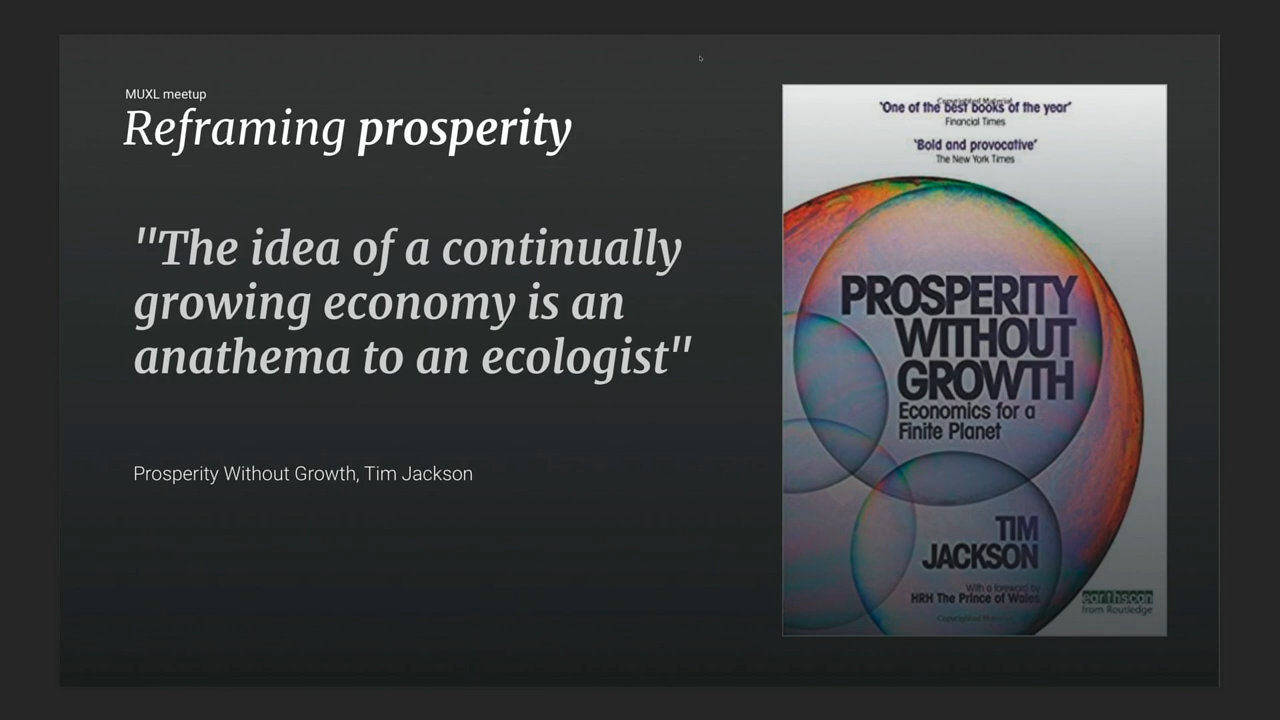 MUXL meetup
Reframing prosperity
"The idea of a continually
growing economy is an
anathema to an ecologist"
Prosperity Without Growth, Tim Jackson
Copyrighted Material
'One of the best books of the year'
Financial Times
'Bold and provocative'
The New York Times
PROSPERITY
WITHOUT
GROWTH
Economics for a
Finite Planet
TIM
JACKSON
With a foreword by
HRH The Prince of Wales
earthscan
from Routledge
Copyrighted